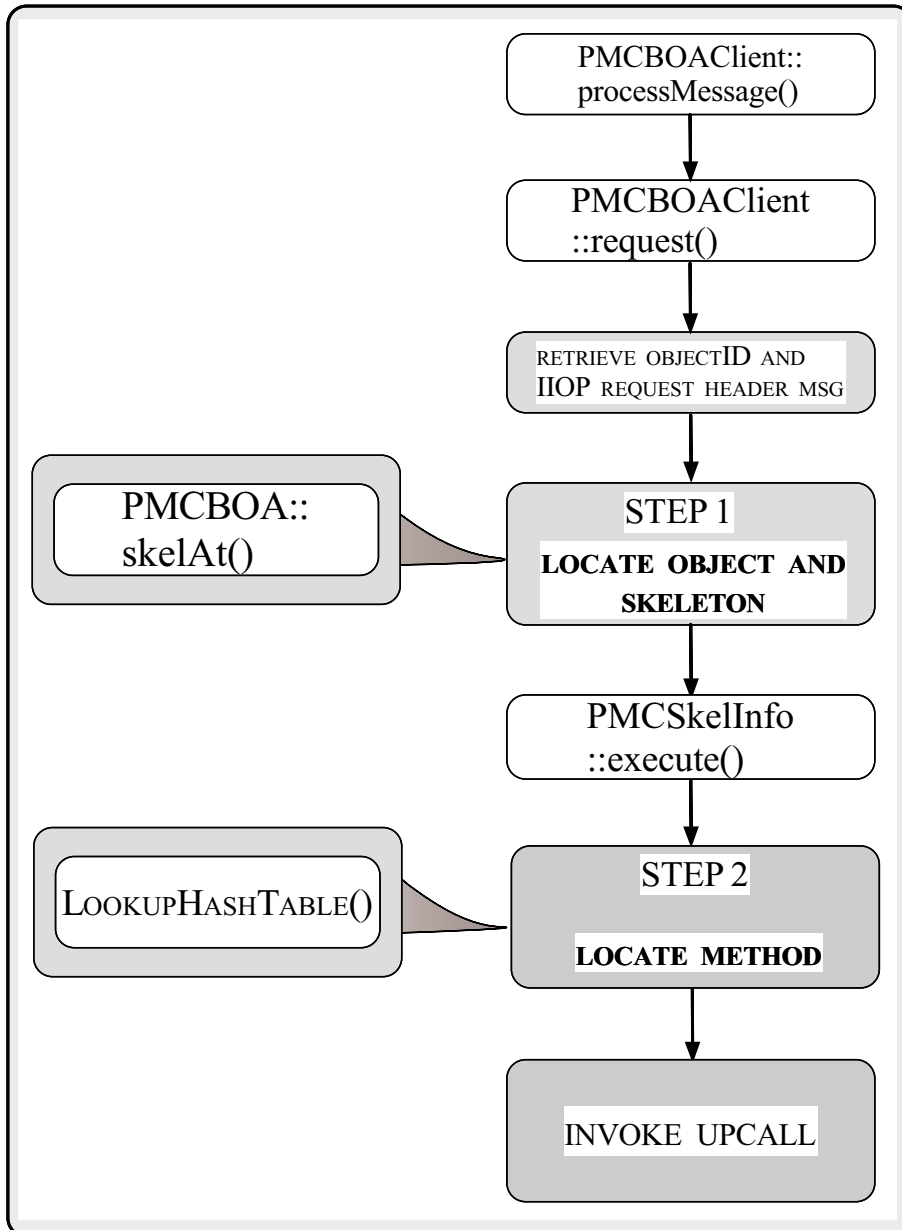 PMCBOAClient::
processMessage()
PMCBOAClient
::request()
RETRIEVE OBJECTID AND
IIOP REQUEST HEADER MSG
PMCBOA::
skelAt()
STEP 1
LOCATE OBJECT AND
SKELETON
PMCSkelInfo
::execute()
LOOKUPHASHTABLE()
STEP 2
LOCATE METHOD
INVOKE UPCALL